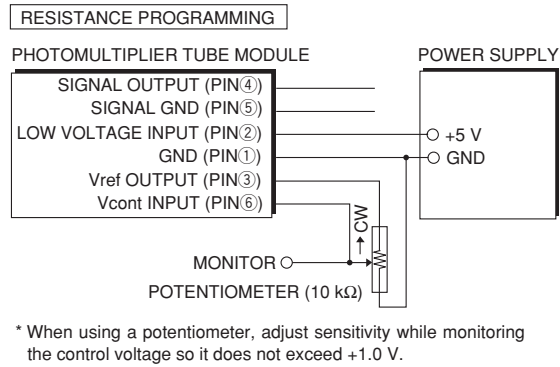 RESISTANCE PROGRAMMING
PHOTOMULTIPLIER TUBE MODULE
POWER SUPPLY
SIGNAL OUTPUT (PIN④)
SIGNAL GND (PIN⑤)
LOW VOLTAGE INPUT (PIN②)
+5 V
GND (PIN①)
GND
Vref OUTPUT (PIN③)
Vcont INPUT (PIN⑥)
CW
MONITOR
POTENTIOMETER (10 kΩ)
* When using a potentiometer, adjust sensitivity while monitoring
the control voltage so it does not exceed +1.0 V.